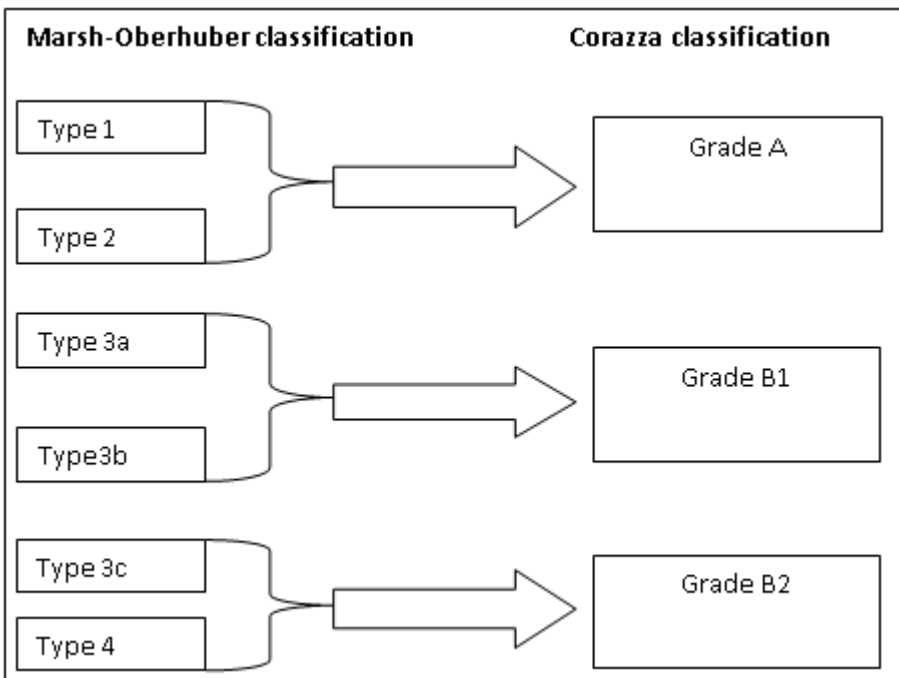 Marsh-Oberhuber classification
Corazza classification
Type 1
Type 2
Grade A
Type 3a
Type3b
Grade B1
Type 3c
Type 4
Grade B2